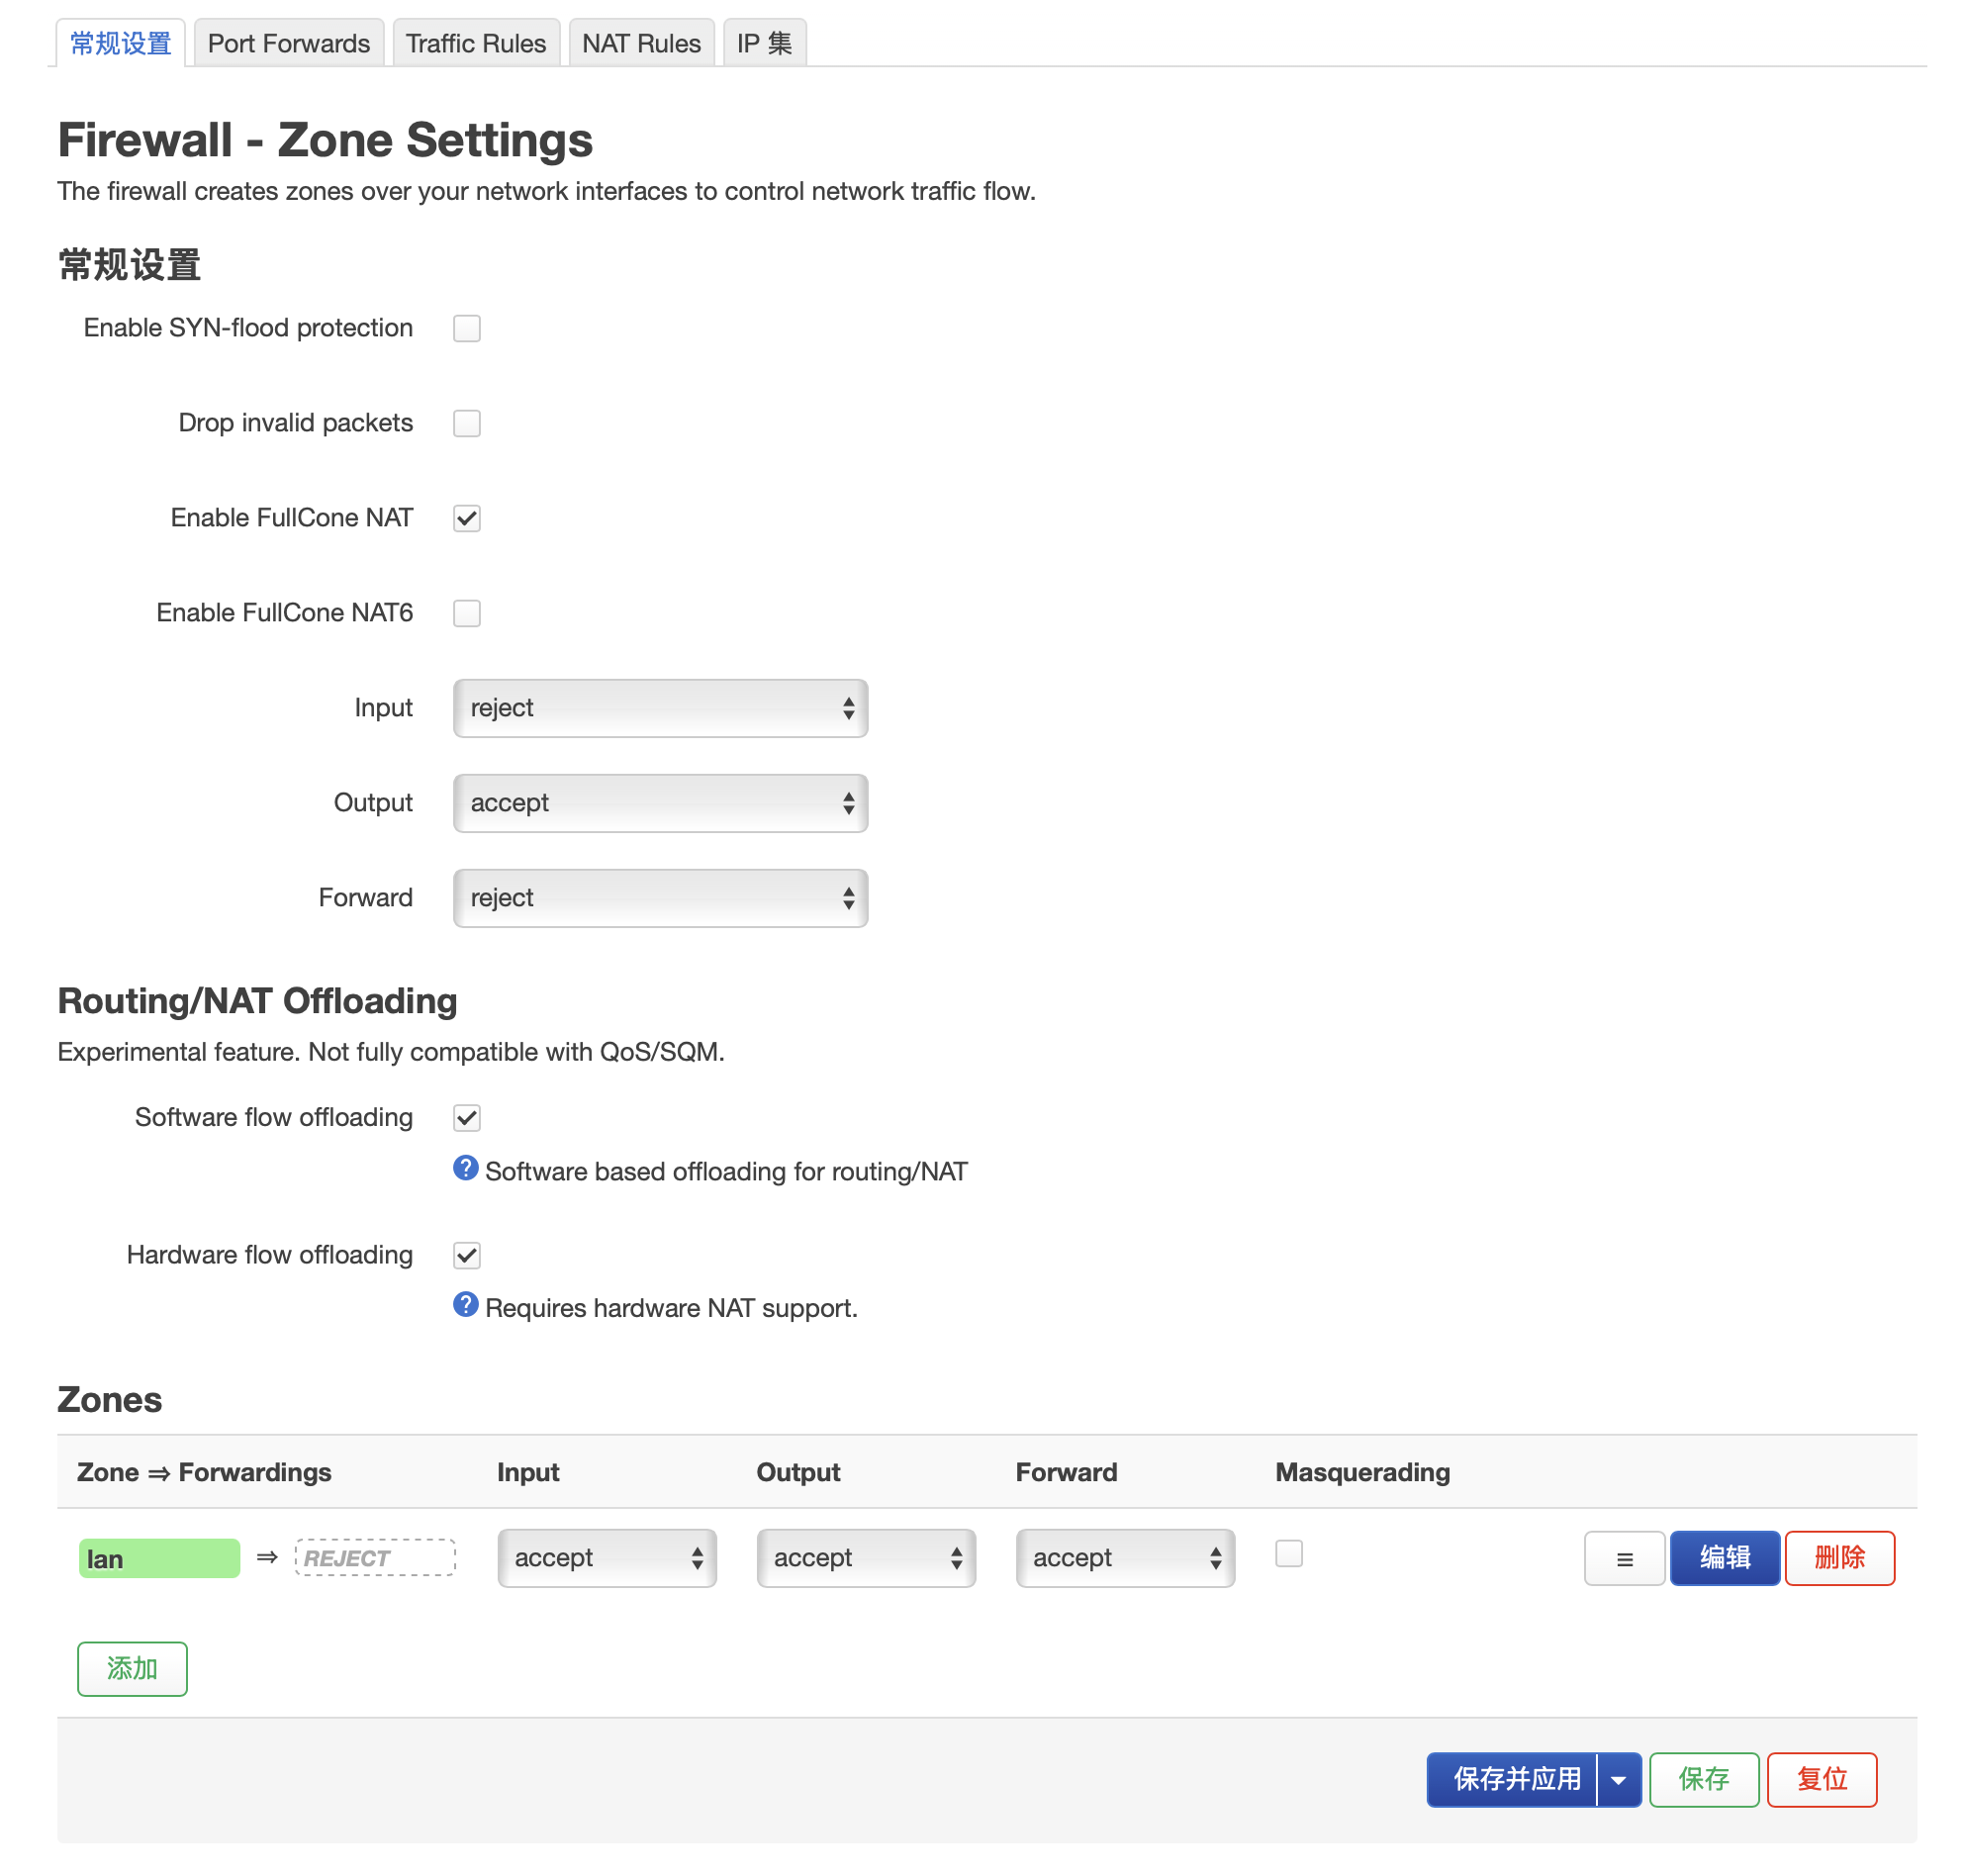 常规设置 Port Forwards Traffic Rules NAT Rules IP 集
Firewall - Zone Settings
The firewall creates zones over your network interfaces to control network traffic flow.
常规设置
Enable SYN-flood protection
Drop invalid packets
Enable FullCone NAT
Enable FullCone NAT6
Input reject
Output accept
Forward reject
Routing/NAT Offloading
Experimental feature. Not fully compatible with QoS/SQM.
Software flow offloading
Software based offloading for routing/NAT
Hardware flow offloading
Requires hardware NAT support.
Zones
Zone ⇒ Forwardings Input Output Forward Masquerading
lan ⇒ REJECT accept accept accept ≡ 编辑 删除
添加
保存并应用 保存 复位